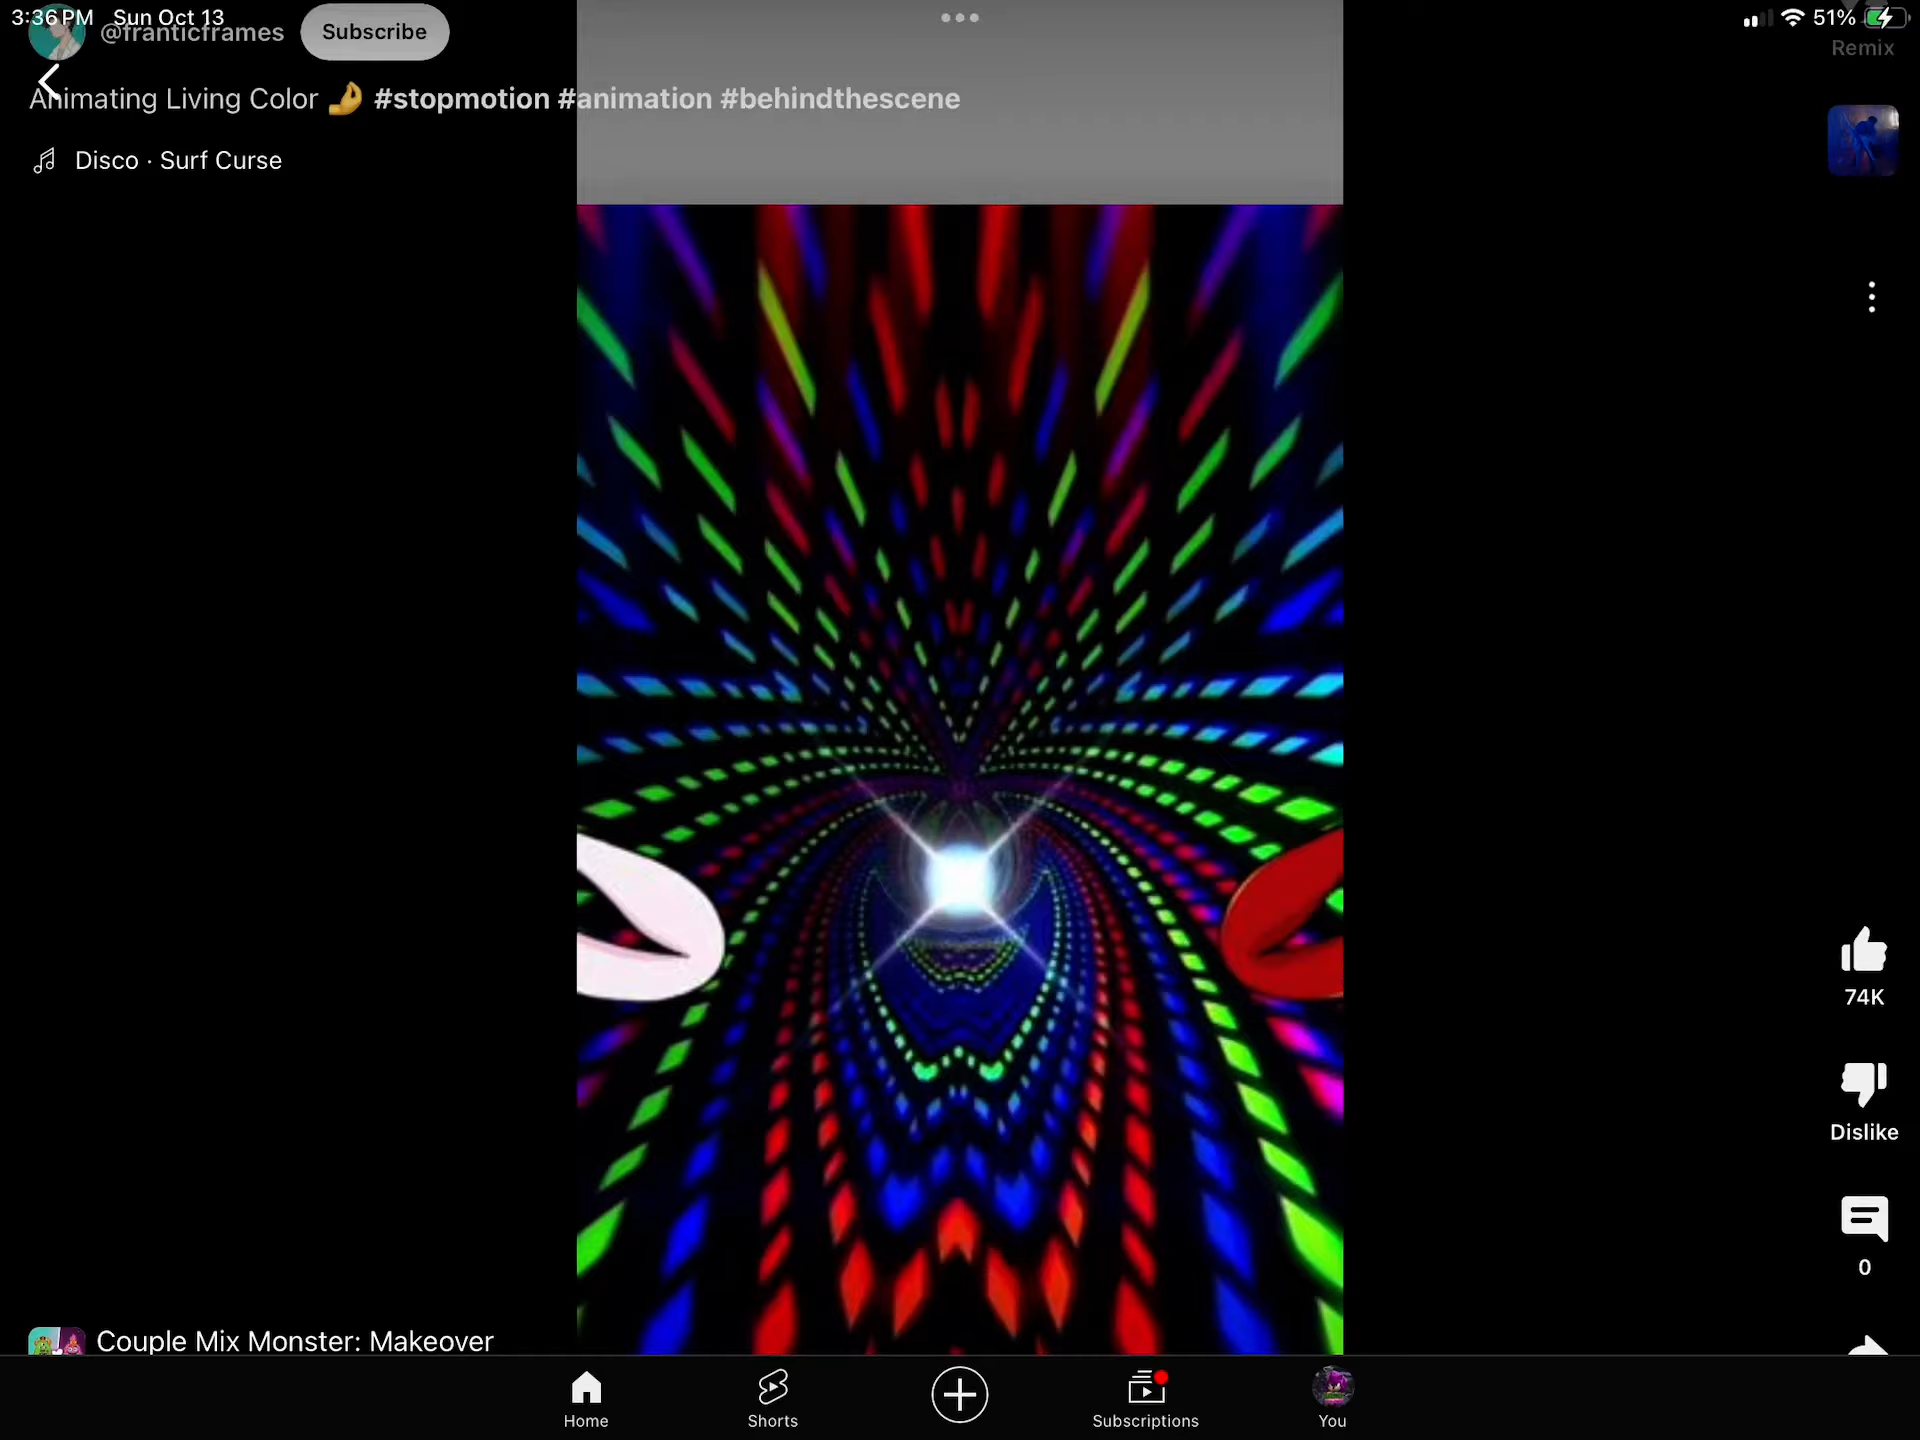 3:36 PM Sun Oct 13
51%
@franticframes
Subscribe
Remix
Animating Living Color 🤌 #stopmotion #animation #behindthescene
Disco · Surf Curse
74K
Dislike
0
Couple Mix Monster: Makeover
Home
Shorts
Subscriptions
You